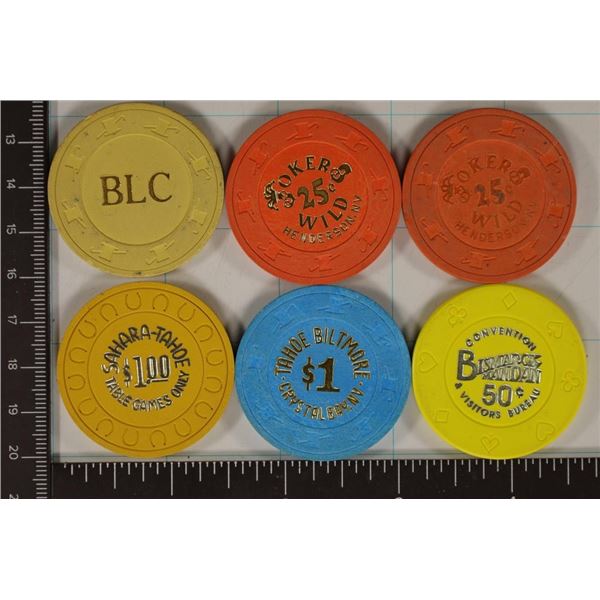 BLC
JOKERS
25¢
WILD
HENDERSON, NV
JOKERS
25¢
WILD
HENDERSON, NV
SAHARA-TAHOE
$1.00
TABLE GAMES ONLY
TAHOE BILTMORE
$1
CRYSTAL BAY, NV
CONVENTION
BISMARCK
MANDAN
50¢
& VISITORS BUREAU
13
14
15
16
17
18
19
20